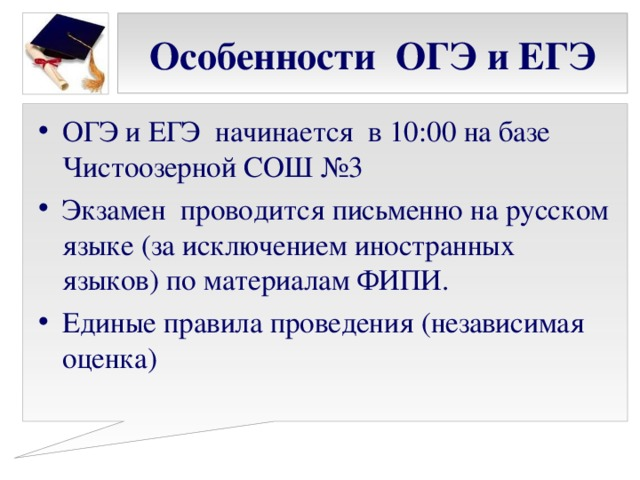 Особенности ОГЭ и ЕГЭ
• ОГЭ и ЕГЭ начинается в 10:00 на базе
Чистоозерной СОШ №3
• Экзамен проводится письменно на русском
языке (за исключением иностранных
языков) по материалам ФИПИ.
• Единые правила проведения (независимая
оценка)